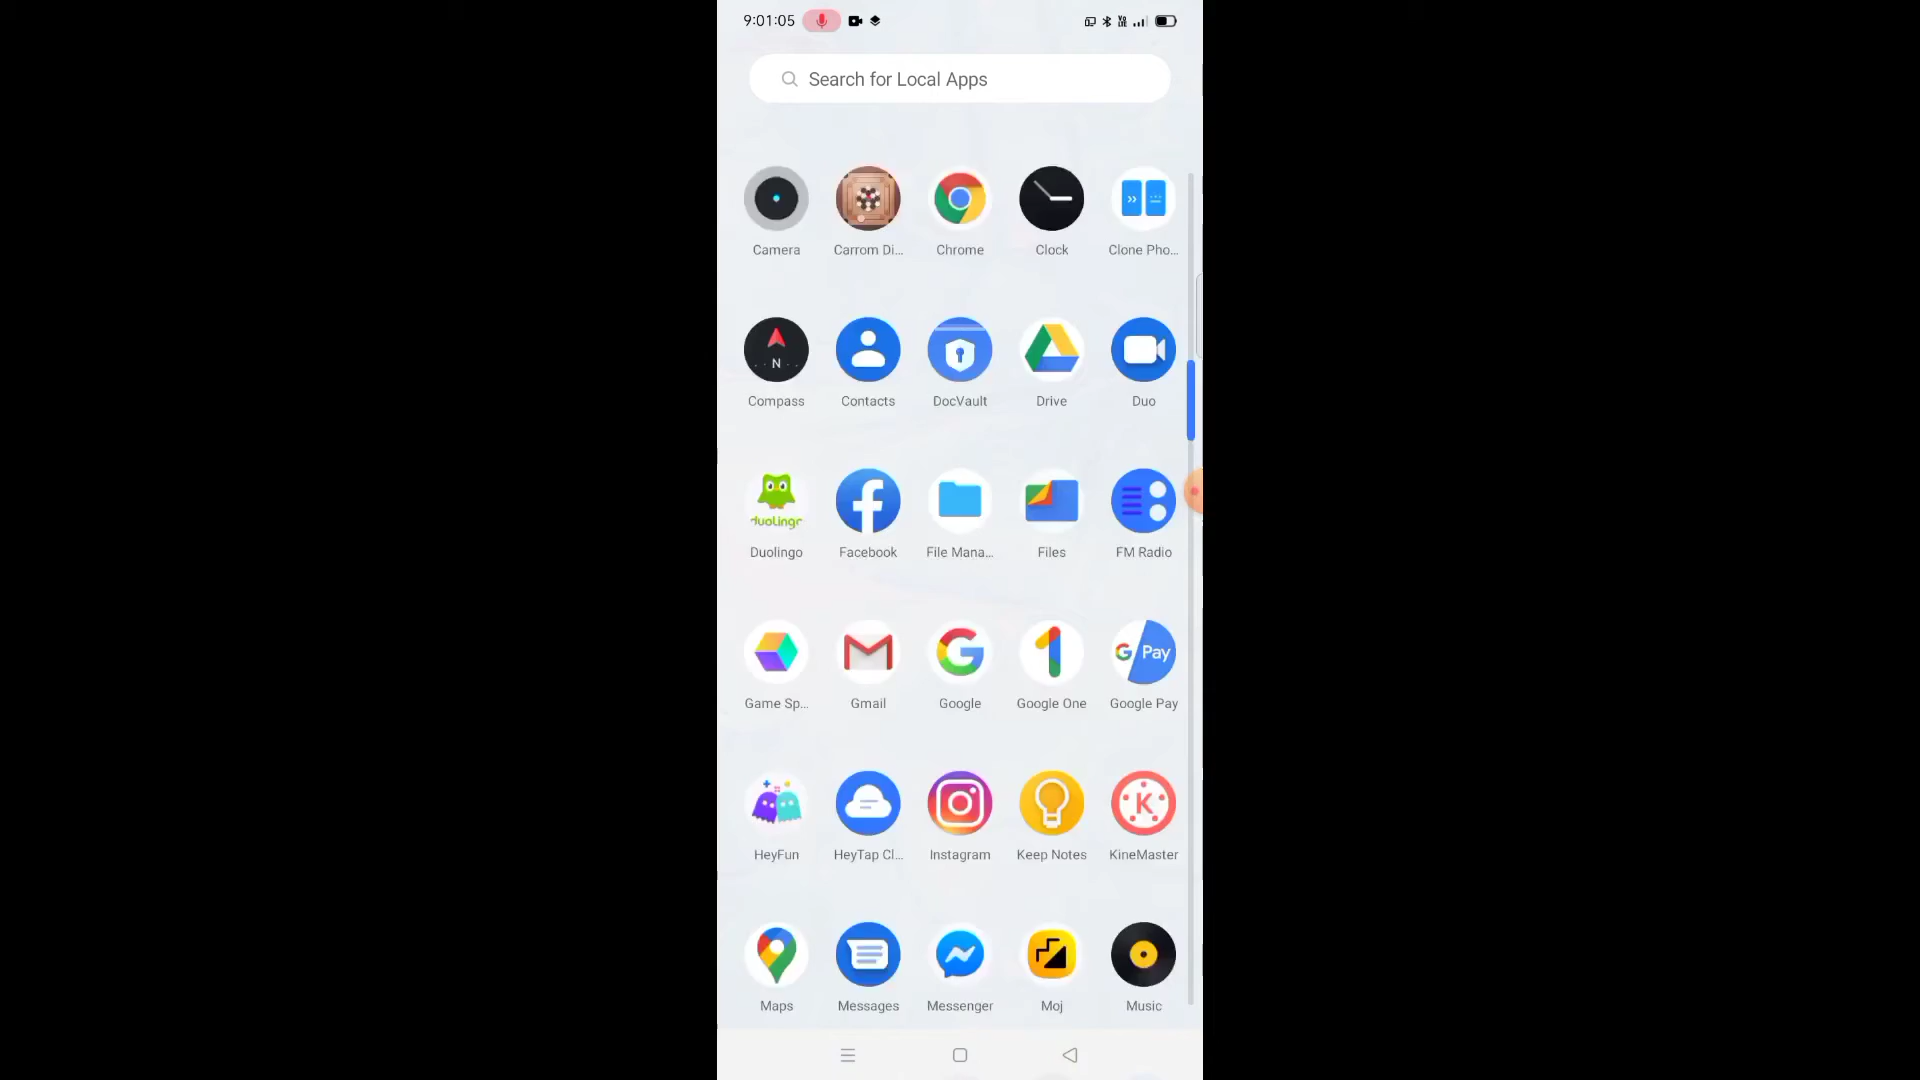 9:01:05
Search for Local Apps
Camera Carrom Di... Chrome Clock Clone Pho...
N
Compass Contacts DocVault Drive Duo
duolingo
Duolingo Facebook File Mana... Files FM Radio
G Pay
Game Sp... Gmail Google Google One Google Pay
K
HeyFun HeyTap Cl... Instagram Keep Notes KineMaster
Maps Messages Messenger Moj Music